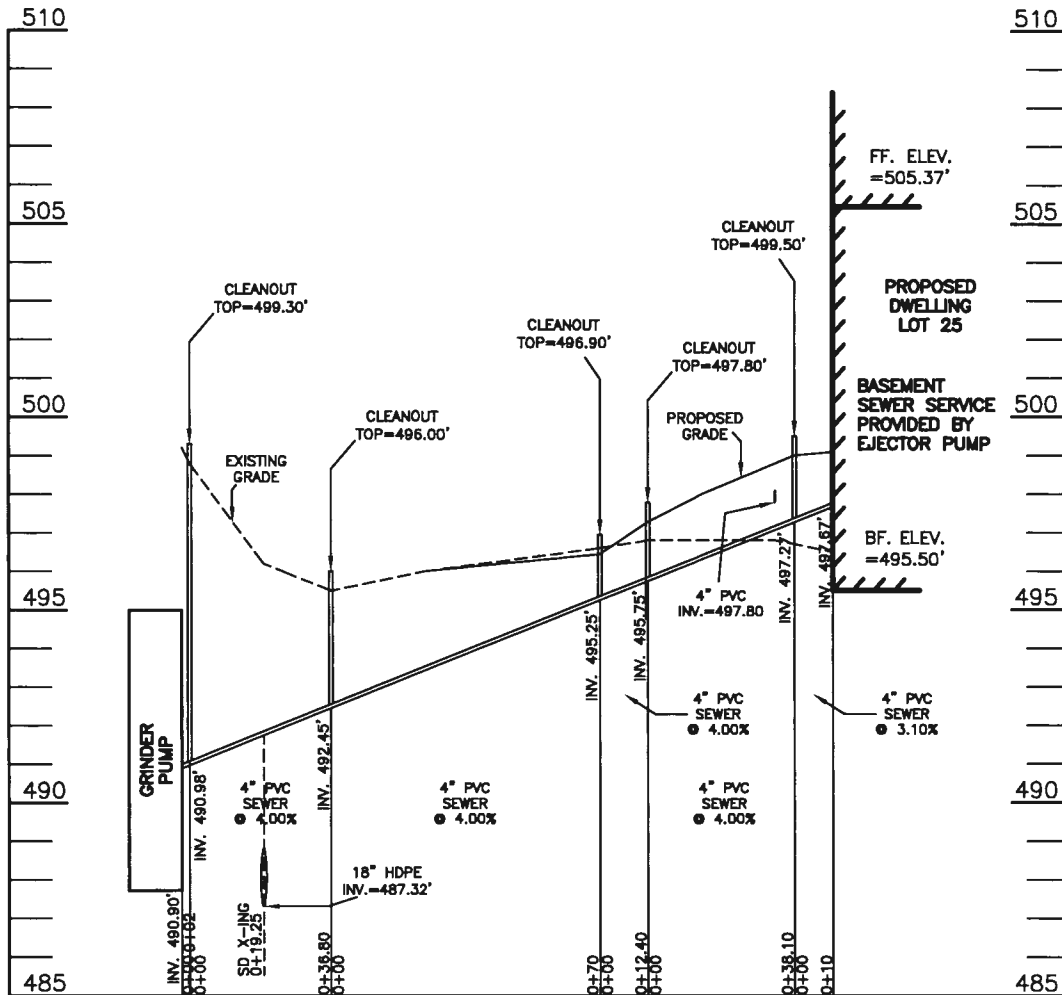 510
510
FF. ELEV.
=505.37'
505
505
CLEANOUT
TOP=499.50'
CLEANOUT
TOP=499.30'
PROPOSED
DWELLING
LOT 25
CLEANOUT
TOP=496.90'
CLEANOUT
TOP=497.80'
BASEMENT
SEWER SERVICE
PROVIDED BY
EJECTOR PUMP
500
500
CLEANOUT
TOP=496.00'
PROPOSED
GRADE
EXISTING
GRADE
BF. ELEV.
=495.50'
4" PVC
INV.=497.80
495
495
INV. 490.98'
INV. 492.45'
INV. 495.25'
INV. 495.75'
INV. 497.27'
INV. 497.67'
4" PVC
SEWER
@ 4.00%
4" PVC
SEWER
@ 3.10%
GRINDER
PUMP
490
490
4" PVC
SEWER
@ 4.00%
4" PVC
SEWER
@ 4.00%
4" PVC
SEWER
@ 4.00%
18" HDPE
INV.=487.32'
INV. 490.90'
0+00
0+02
0+00
SD X-ING
0+19.25
0+36.80
0+00
0+70
0+00
0+12.40
0+00
0+38.10
0+00
0+10
485
485